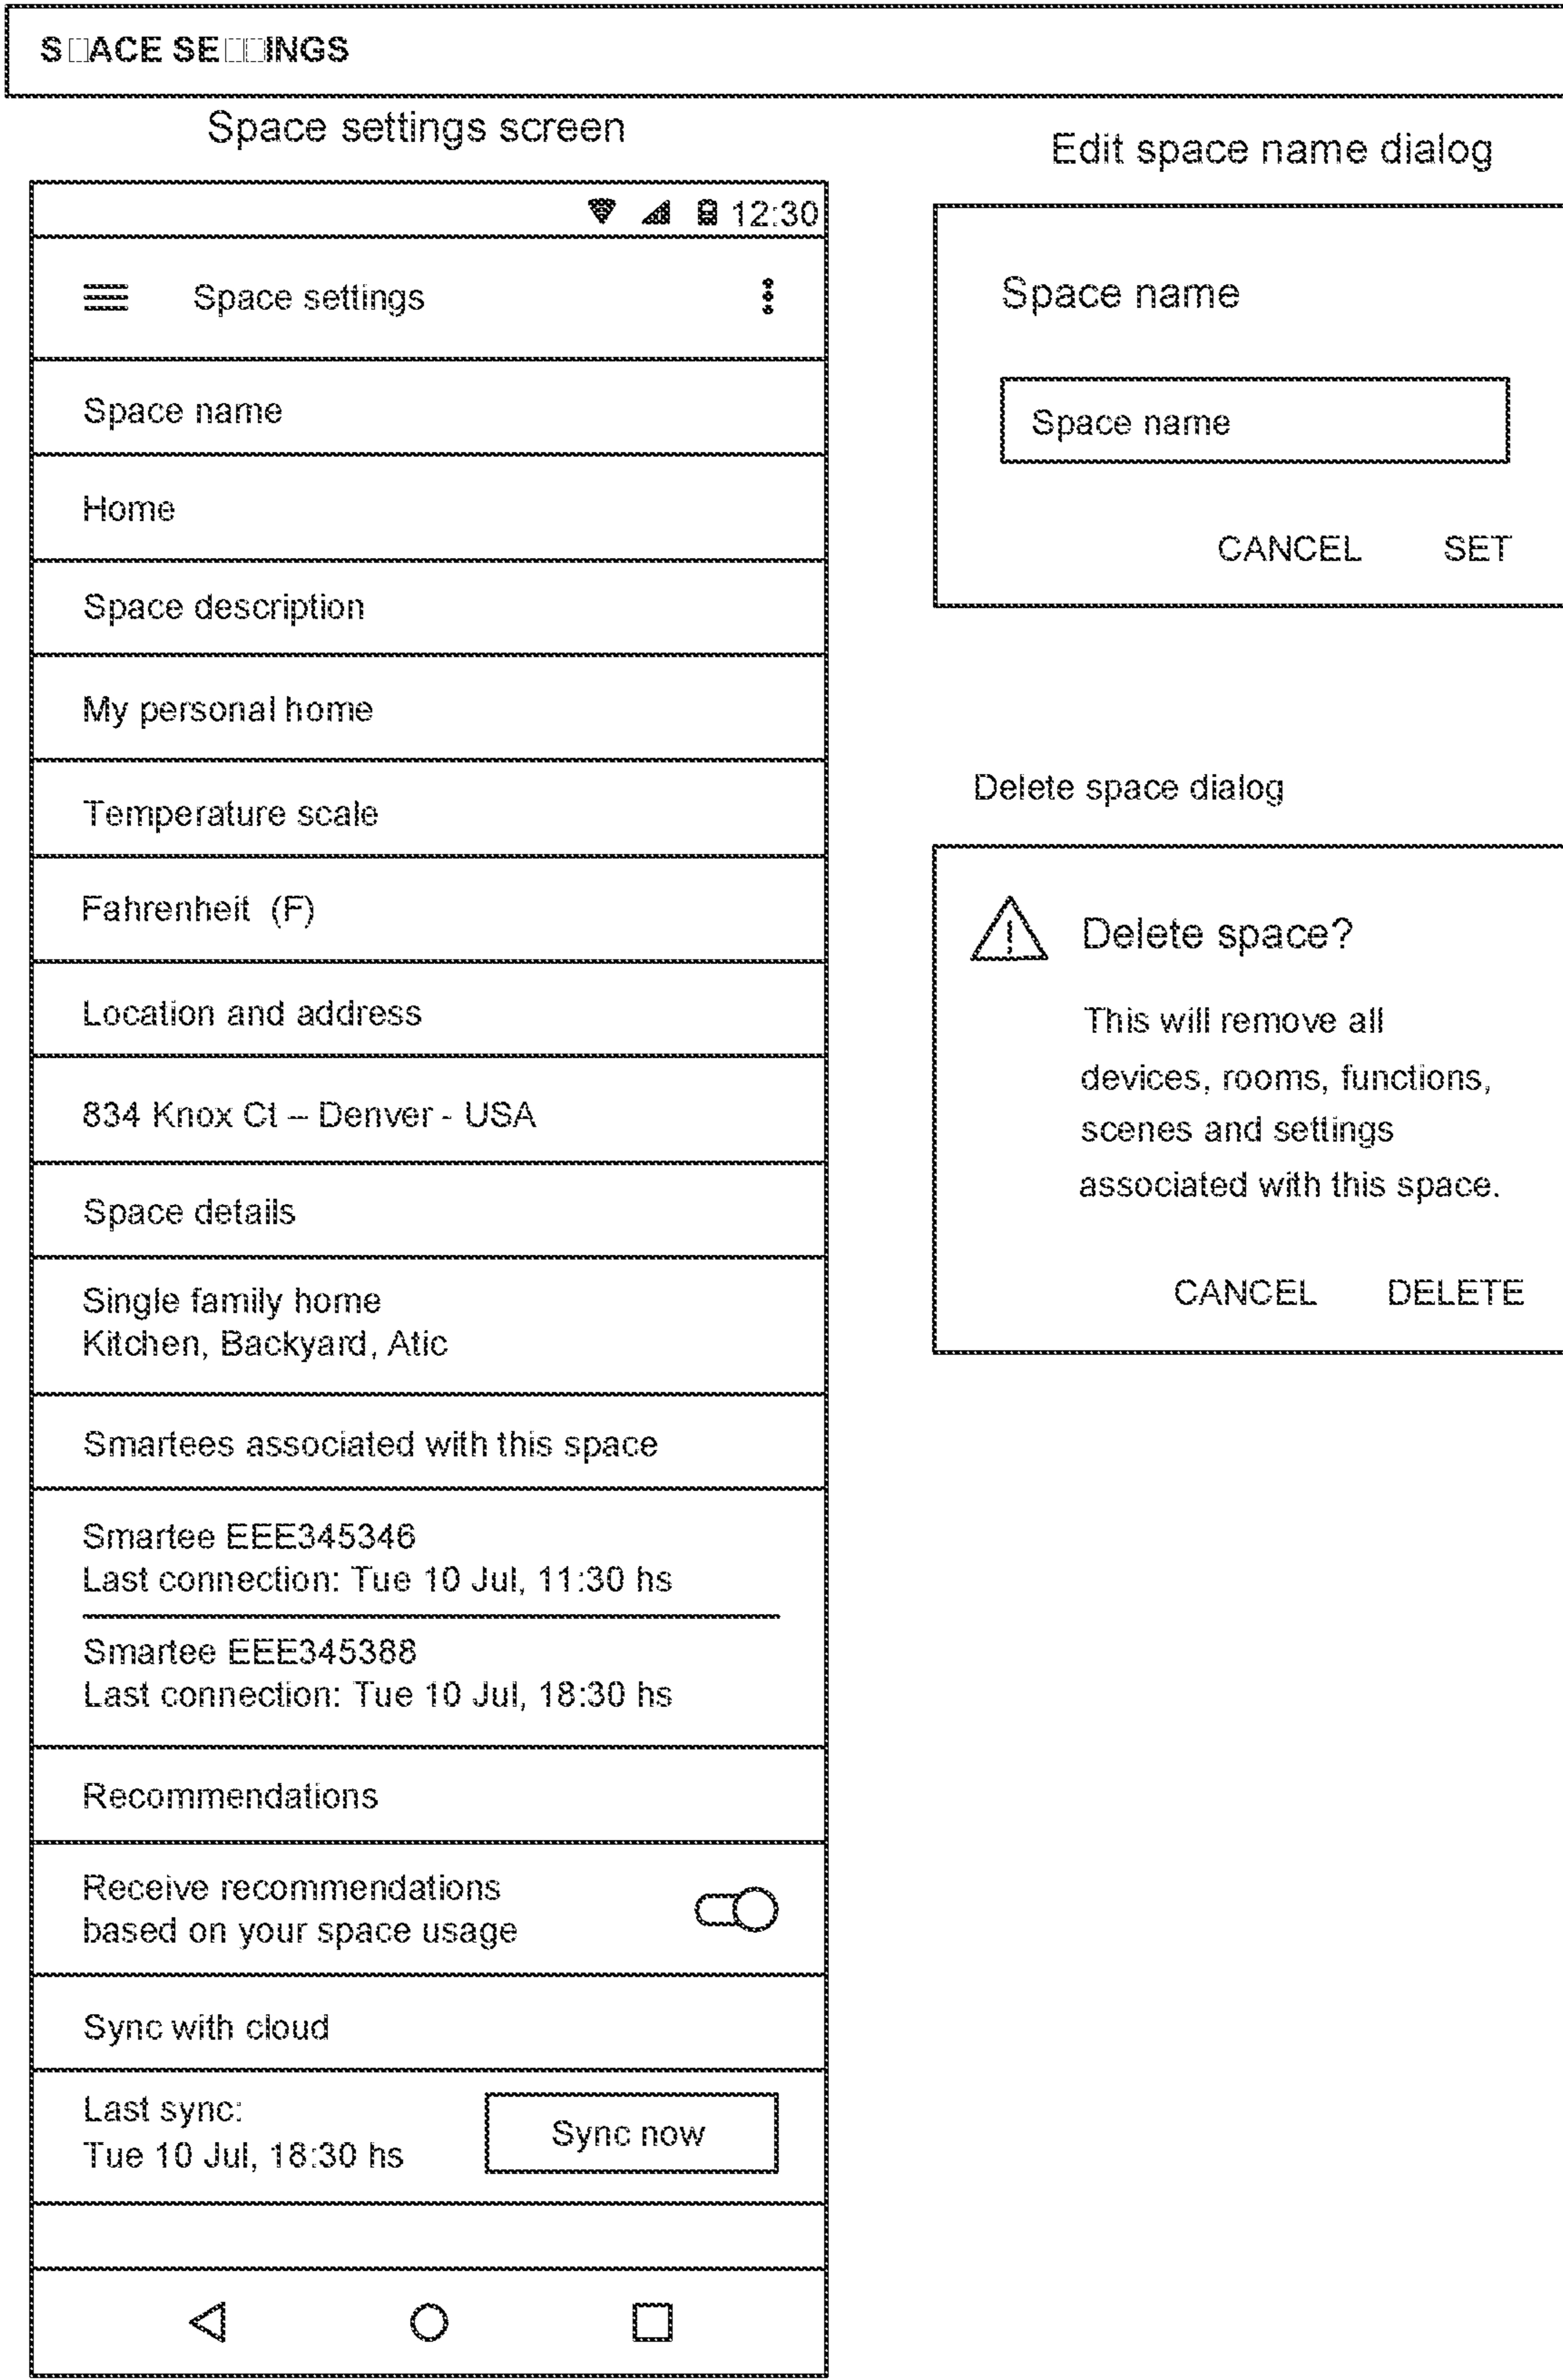 S□ACE SE□□INGS
Space settings screen
12:30
Space settings
Space name
Home
Space description
My personal home
Temperature scale
Fahrenheit (F)
Location and address
834 Knox Ct – Denver - USA
Space details
Single family home
Kitchen, Backyard, Atic
Smartees associated with this space
Smartee EEE345346
Last connection: Tue 10 Jul, 11:30 hs
Smartee EEE345388
Last connection: Tue 10 Jul, 18:30 hs
Recommendations
Receive recommendations
based on your space usage
Sync with cloud
Last sync:
Tue 10 Jul, 18:30 hs
Sync now
Edit space name dialog
Space name
Space name
CANCEL SET
Delete space dialog
Delete space?
This will remove all
devices, rooms, functions,
scenes and settings
associated with this space.
CANCEL DELETE